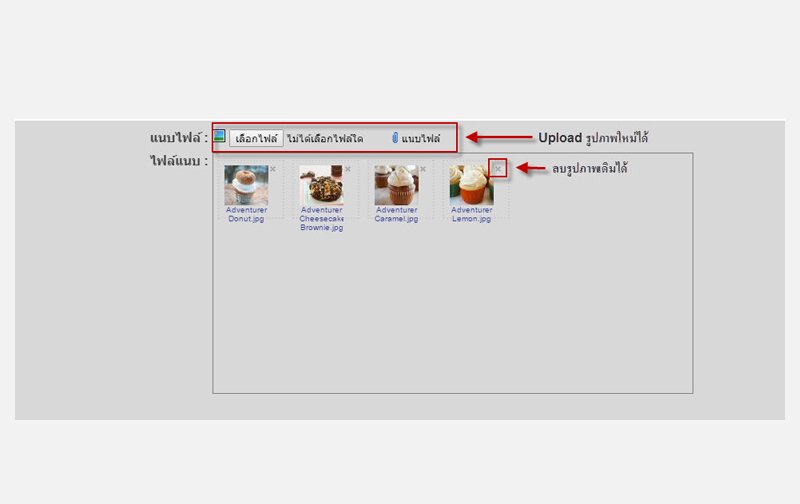 แนบไฟล์ : เลือกไฟล์ ไม่ได้เลือกไฟล์ใด แนบไฟล์ Upload รูปภาพใหม่ได้
ไฟล์แนบ : ลบรูปภาพเดิมได้
Adventurer Adventurer Adventurer Adventurer
Donut.jpg Cheesecake Caramel.jpg Lemon.jpg
Brownie.jpg